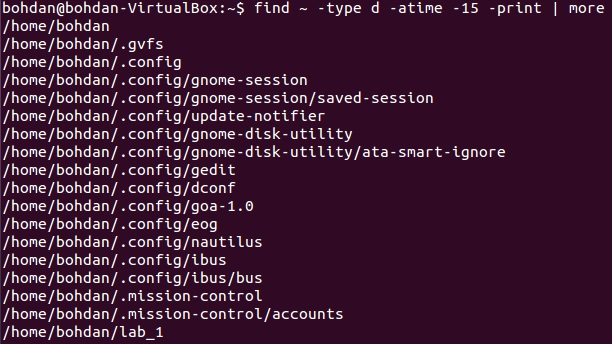 bohdan@bohdan-VirtualBox:~$ find ~ -type d -atime -15 -print | more
/home/bohdan
/home/bohdan/.gvfs
/home/bohdan/.config
/home/bohdan/.config/gnome-session
/home/bohdan/.config/gnome-session/saved-session
/home/bohdan/.config/update-notifier
/home/bohdan/.config/gnome-disk-utility
/home/bohdan/.config/gnome-disk-utility/ata-smart-ignore
/home/bohdan/.config/gedit
/home/bohdan/.config/dconf
/home/bohdan/.config/goa-1.0
/home/bohdan/.config/eog
/home/bohdan/.config/nautilus
/home/bohdan/.config/ibus
/home/bohdan/.config/ibus/bus
/home/bohdan/.mission-control
/home/bohdan/.mission-control/accounts
/home/bohdan/lab_1